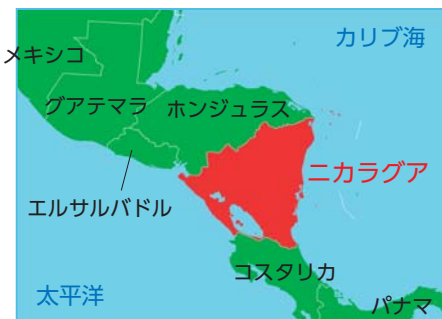 カリブ海
メキシコ
グアテマラ
ホンジュラス
ニカラグア
エルサルバドル
コスタリカ
太平洋
パナマ